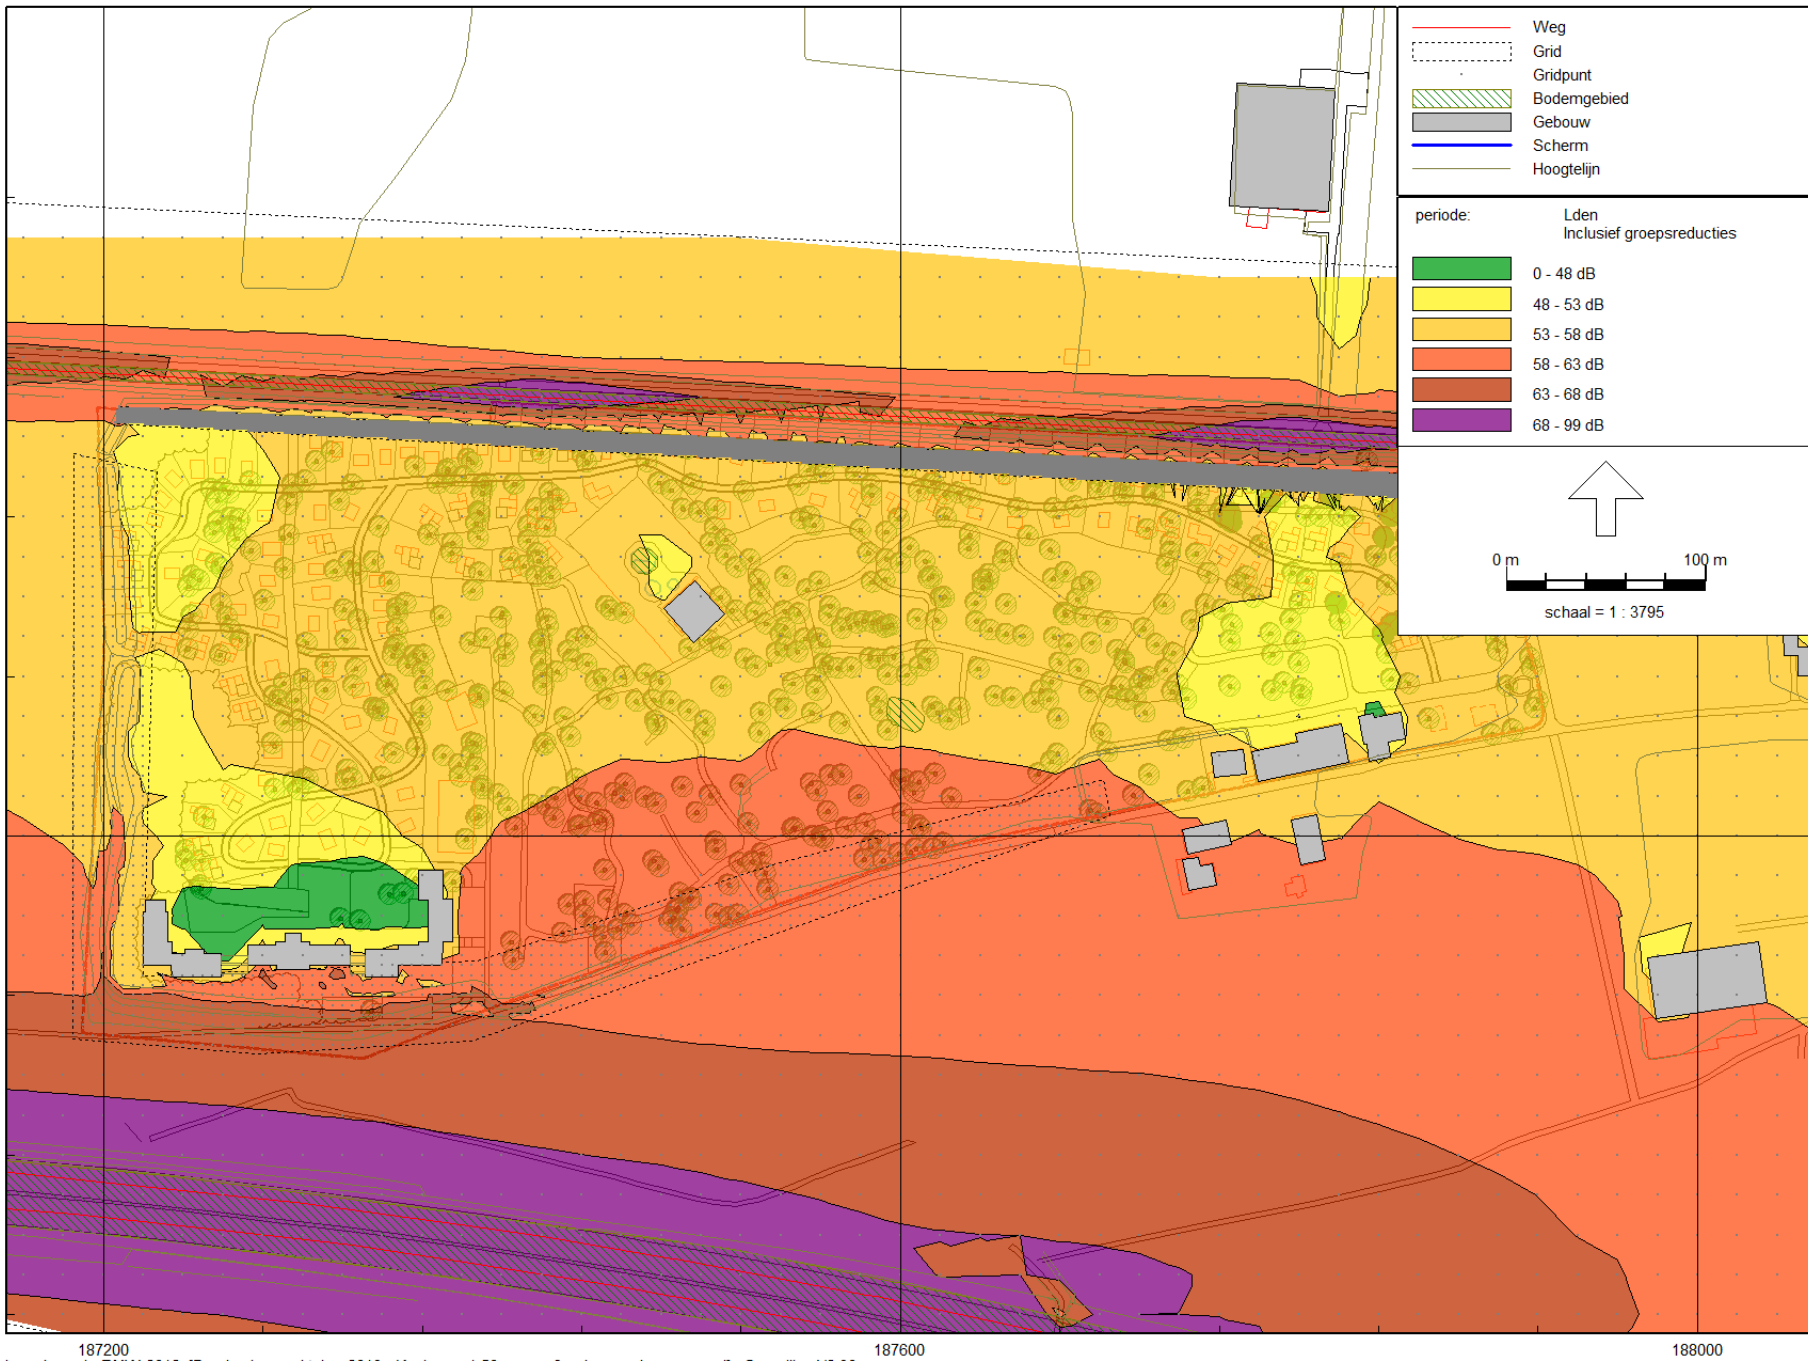 Weg
Grid
Gridpunt
Bodemgebied
Gebouw
Scherm
Hoogtelijn
periode: Lden
Inclusief groepsreducties
0 - 48 dB
48 - 53 dB
53 - 58 dB
58 - 63 dB
63 - 68 dB
68 - 99 dB
0 m 100 m
schaal = 1 : 3795
187200 187600 188000